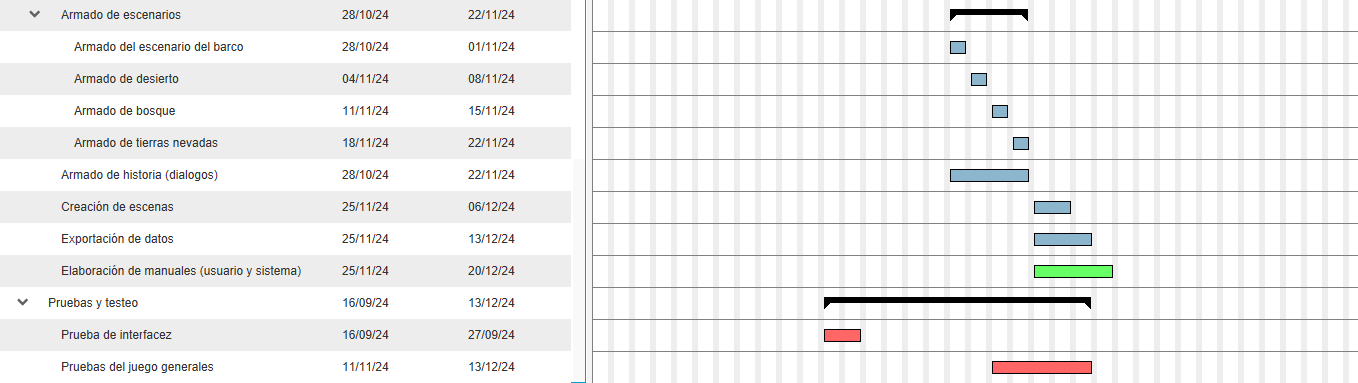 Armado de escenarios 28/10/24 22/11/24
Armado del escenario del barco 28/10/24 01/11/24
Armado de desierto 04/11/24 08/11/24
Armado de bosque 11/11/24 15/11/24
Armado de tierras nevadas 18/11/24 22/11/24
Armado de historia (dialogos) 28/10/24 22/11/24
Creación de escenas 25/11/24 06/12/24
Exportación de datos 25/11/24 13/12/24
Elaboración de manuales (usuario y sistema) 25/11/24 20/12/24
Pruebas y testeo 16/09/24 13/12/24
Prueba de interfacez 16/09/24 27/09/24
Pruebas del juego generales 11/11/24 13/12/24